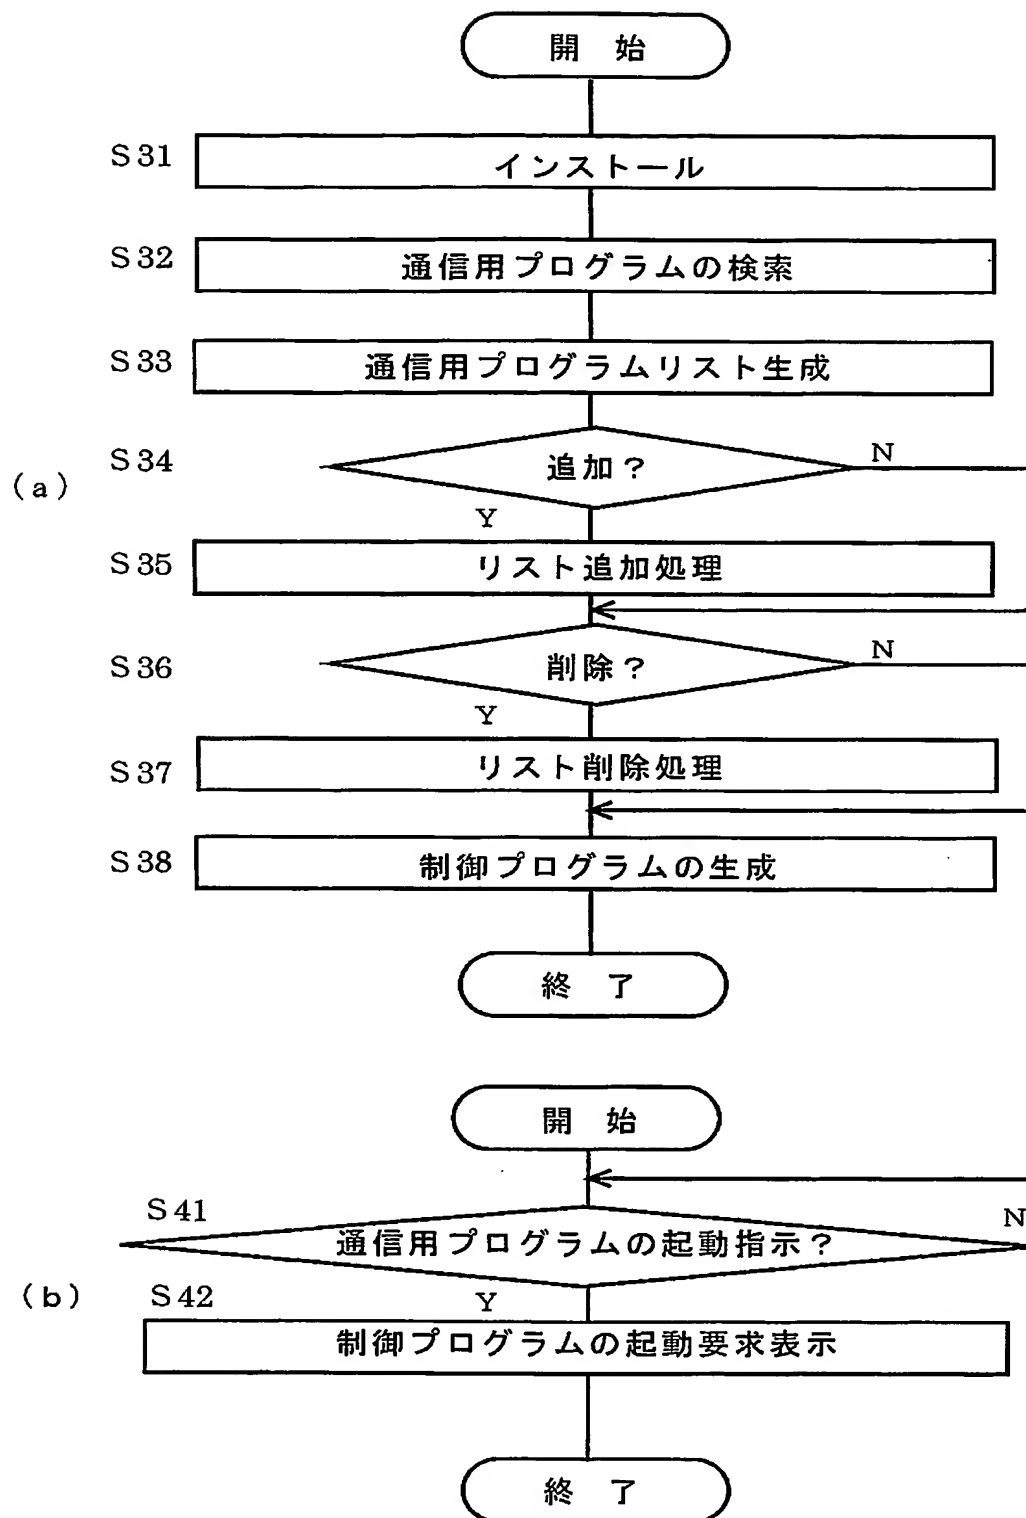 開 始
S31 インストール
S32 通信用プログラムの検索
S33 通信用プログラムリスト生成
S34 追加? N
(a)
Y
S35 リスト追加処理
S36 削除? N
Y
S37 リスト削除処理
S38 制御プログラムの生成
終 了
開 始
S41 N
通信用プログラムの起動指示?
(b) S42 Y
制御プログラムの起動要求表示
終 了